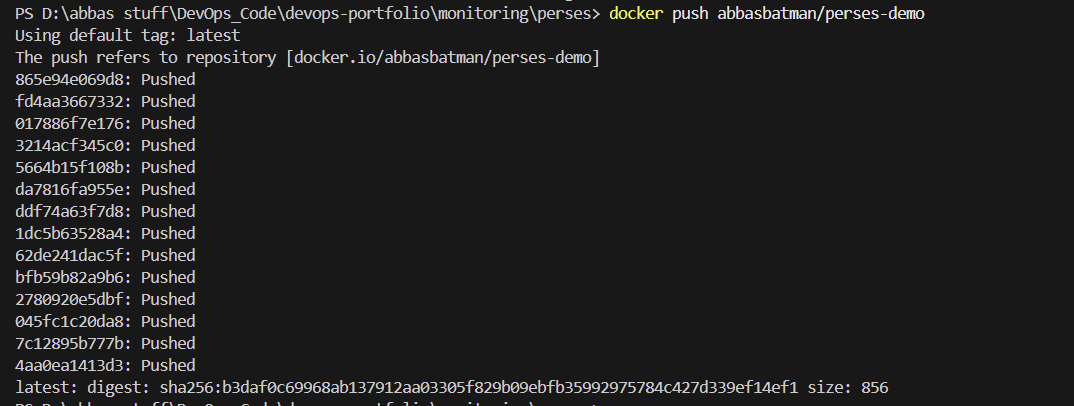 PS D:\abbas stuff\DevOps_Code\devops-portfolio\monitoring\perses> docker push abbasbatman/perses-demo
Using default tag: latest
The push refers to repository [docker.io/abbasbatman/perses-demo]
865e94e069d8: Pushed
fd4aa3667332: Pushed
017886f7e176: Pushed
3214acf345c0: Pushed
5664b15f108b: Pushed
da7816fa955e: Pushed
ddf74a63f7d8: Pushed
1dc5b63528a4: Pushed
62de241dac5f: Pushed
bfb59b82a9b6: Pushed
2780920e5dbf: Pushed
045fc1c20da8: Pushed
7c12895b777b: Pushed
4aa0ea1413d3: Pushed
latest: digest: sha256:b3daf0c69968ab137912aa03305f829b09ebfb35992975784c427d339ef14ef1 size: 856